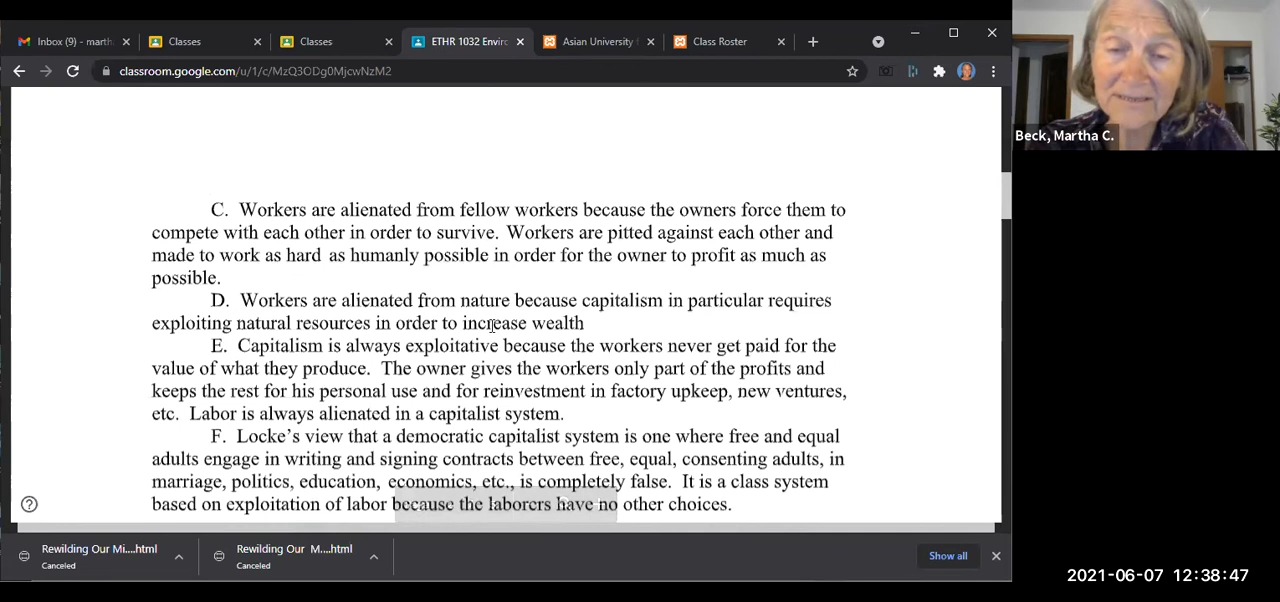 Inbox (9) - marth
Classes
Classes
ETHR 1032 Enviro
Asian University f
Class Roster
classroom.google.com/u/1/c/MzQ3ODg0MjcwNzM2
Beck, Martha C.
C. Workers are alienated from fellow workers because the owners force them to
compete with each other in order to survive. Workers are pitted against each other and
made to work as hard as humanly possible in order for the owner to profit as much as
possible.
D. Workers are alienated from nature because capitalism in particular requires
exploiting natural resources in order to increase wealth
E. Capitalism is always exploitative because the workers never get paid for the
value of what they produce. The owner gives the workers only part of the profits and
keeps the rest for his personal use and for reinvestment in factory upkeep, new ventures,
etc. Labor is always alienated in a capitalist system.
F. Locke's view that a democratic capitalist system is one where free and equal
adults engage in writing and signing contracts between free, equal, consenting adults, in
marriage, politics, education, economics, etc., is completely false. It is a class system
based on exploitation of labor because the laborers have no other choices.
Rewilding Our Mi....html
Canceled
Rewilding Our M....html
Canceled
Show all
2021-06-07 12:38:47